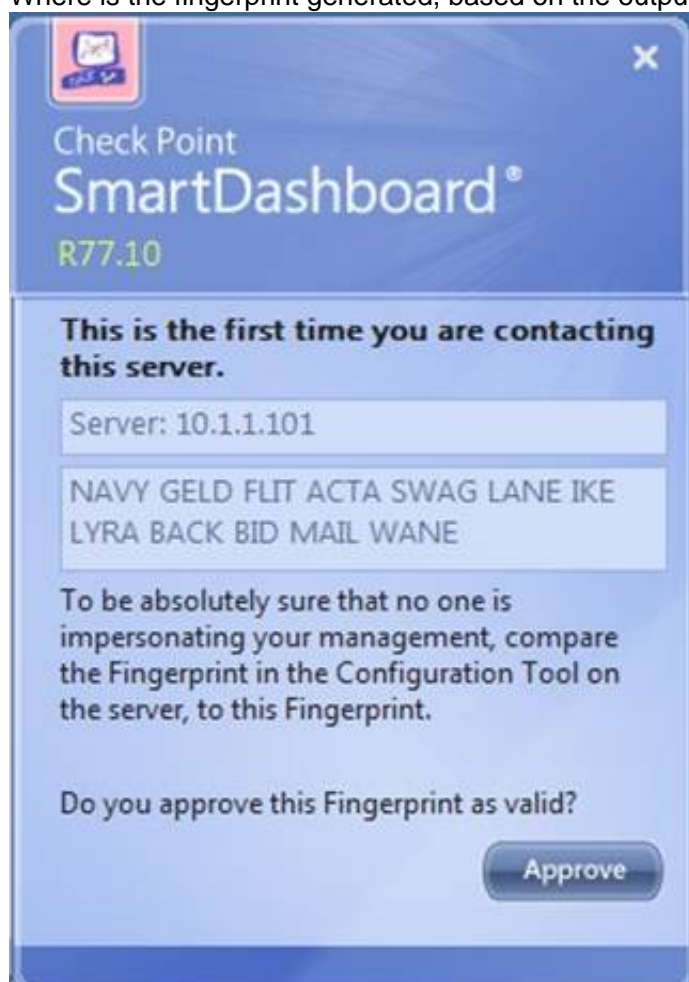 Where is the fingerprint generated, based on the outpu
Check Point
SmartDashboard®
R77.10
This is the first time you are contacting
this server.
Server: 10.1.1.101
NAVY GELD FLIT ACTA SWAG LANE IKE
LYRA BACK BID MAIL WANE
To be absolutely sure that no one is
impersonating your management, compare
the Fingerprint in the Configuration Tool on
the server, to this Fingerprint.
Do you approve this Fingerprint as valid?
Approve